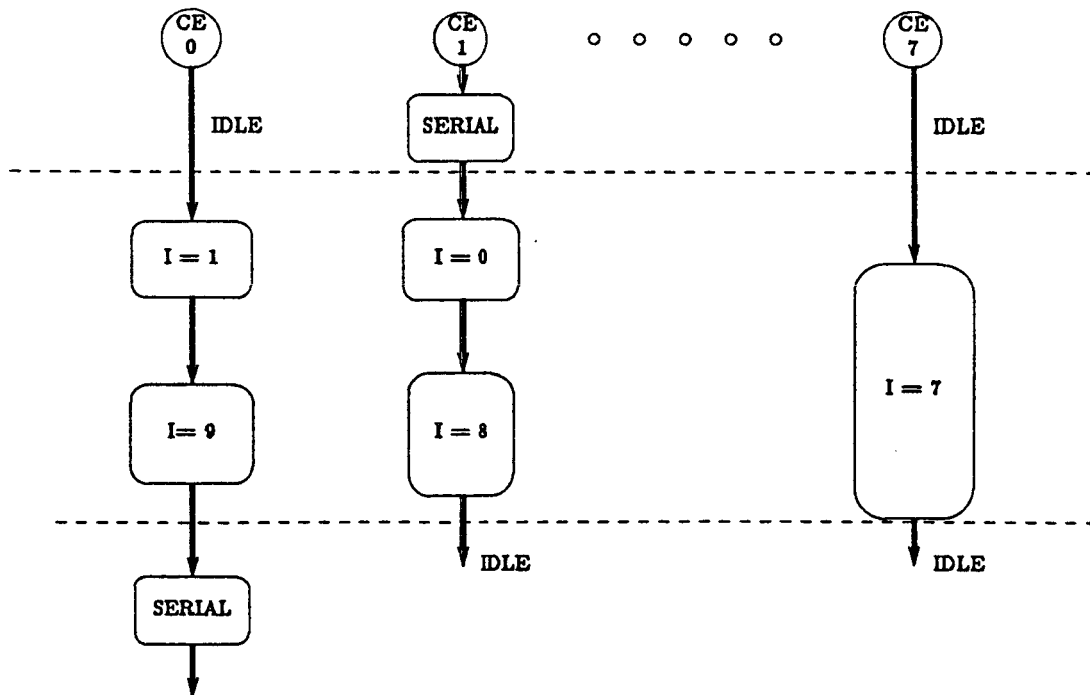 CE
0
CE
1
CE
7
IDLE
SERIAL
IDLE
I = 1
I = 0
I = 7
I= 9
I = 8
IDLE
IDLE
SERIAL